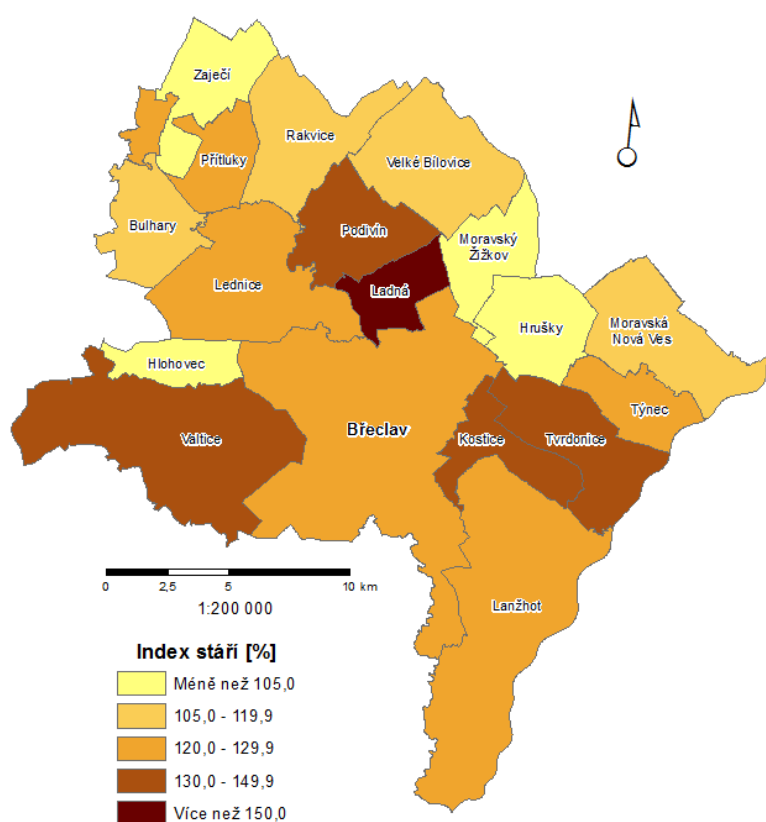 Zaječí
Rakvice
Přítluky
Velké Bílovice
Bulhary
Podivín
Moravský
Žižkov
Lednice
Ladná
Hrušky
Moravská
Nová Ves
Hlohovec
Týnec
Valtice
Břeclav
Kostice
Tvrdonice
Lanžhot
0 2,5 5 10 km
1:200 000
Index stáří [%]
Méně než 105,0
105,0 - 119,9
120,0 - 129,9
130,0 - 149,9
Více než 150,0